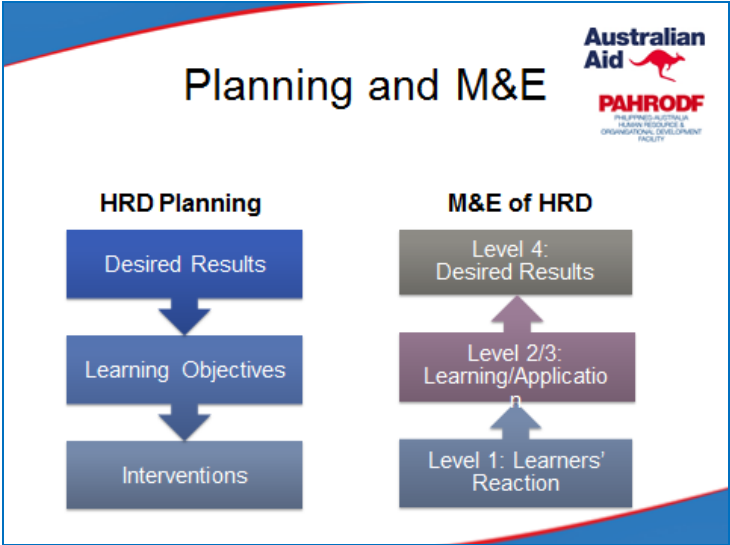 Australian
Aid
Planning and M&E
PAHRODF
PHILIPPINES-AUSTRALIA
HUMAN RESOURCE &
ORGANISATIONAL DEVELOPMENT
FACILITY
HRD Planning
Desired Results
Learning Objectives
Interventions
M&E of HRD
Level 4:
Desired Results
Level 2/3:
Learning/Applicatio
n
Level 1: Learners’
Reaction